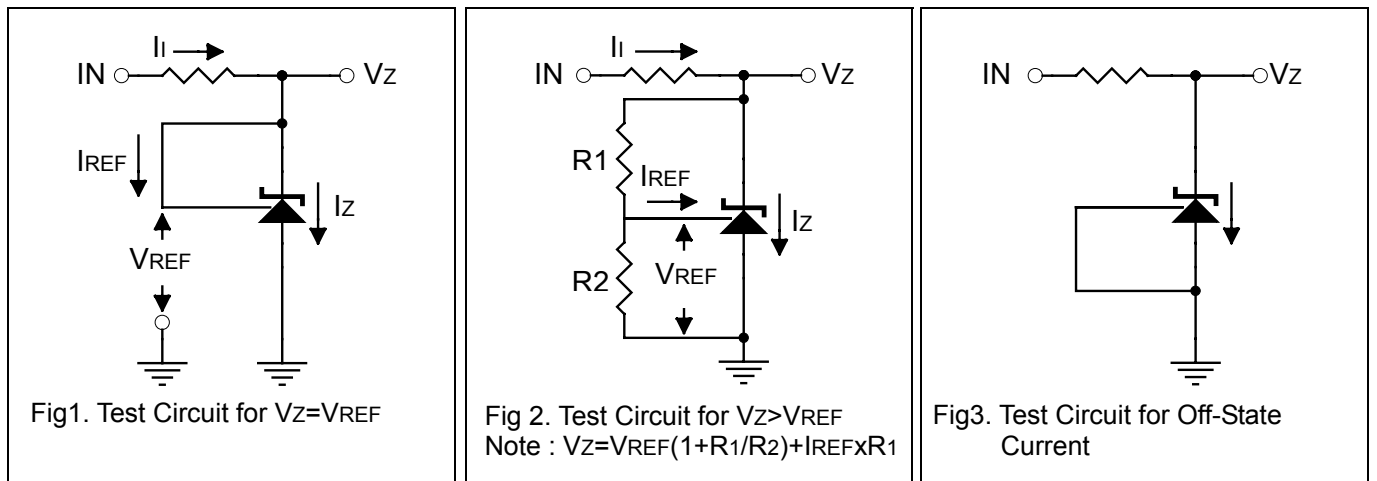 II
IN
VZ
IREF
IZ
VREF
Fig1. Test Circuit for VZ=VREF
II
IN
VZ
R1
IREF
IZ
R2
VREF
Fig 2. Test Circuit for VZ>VREF
Note : VZ=VREF(1+R1/R2)+IREFxR1
IN
VZ
Fig3. Test Circuit for Off-State
Current